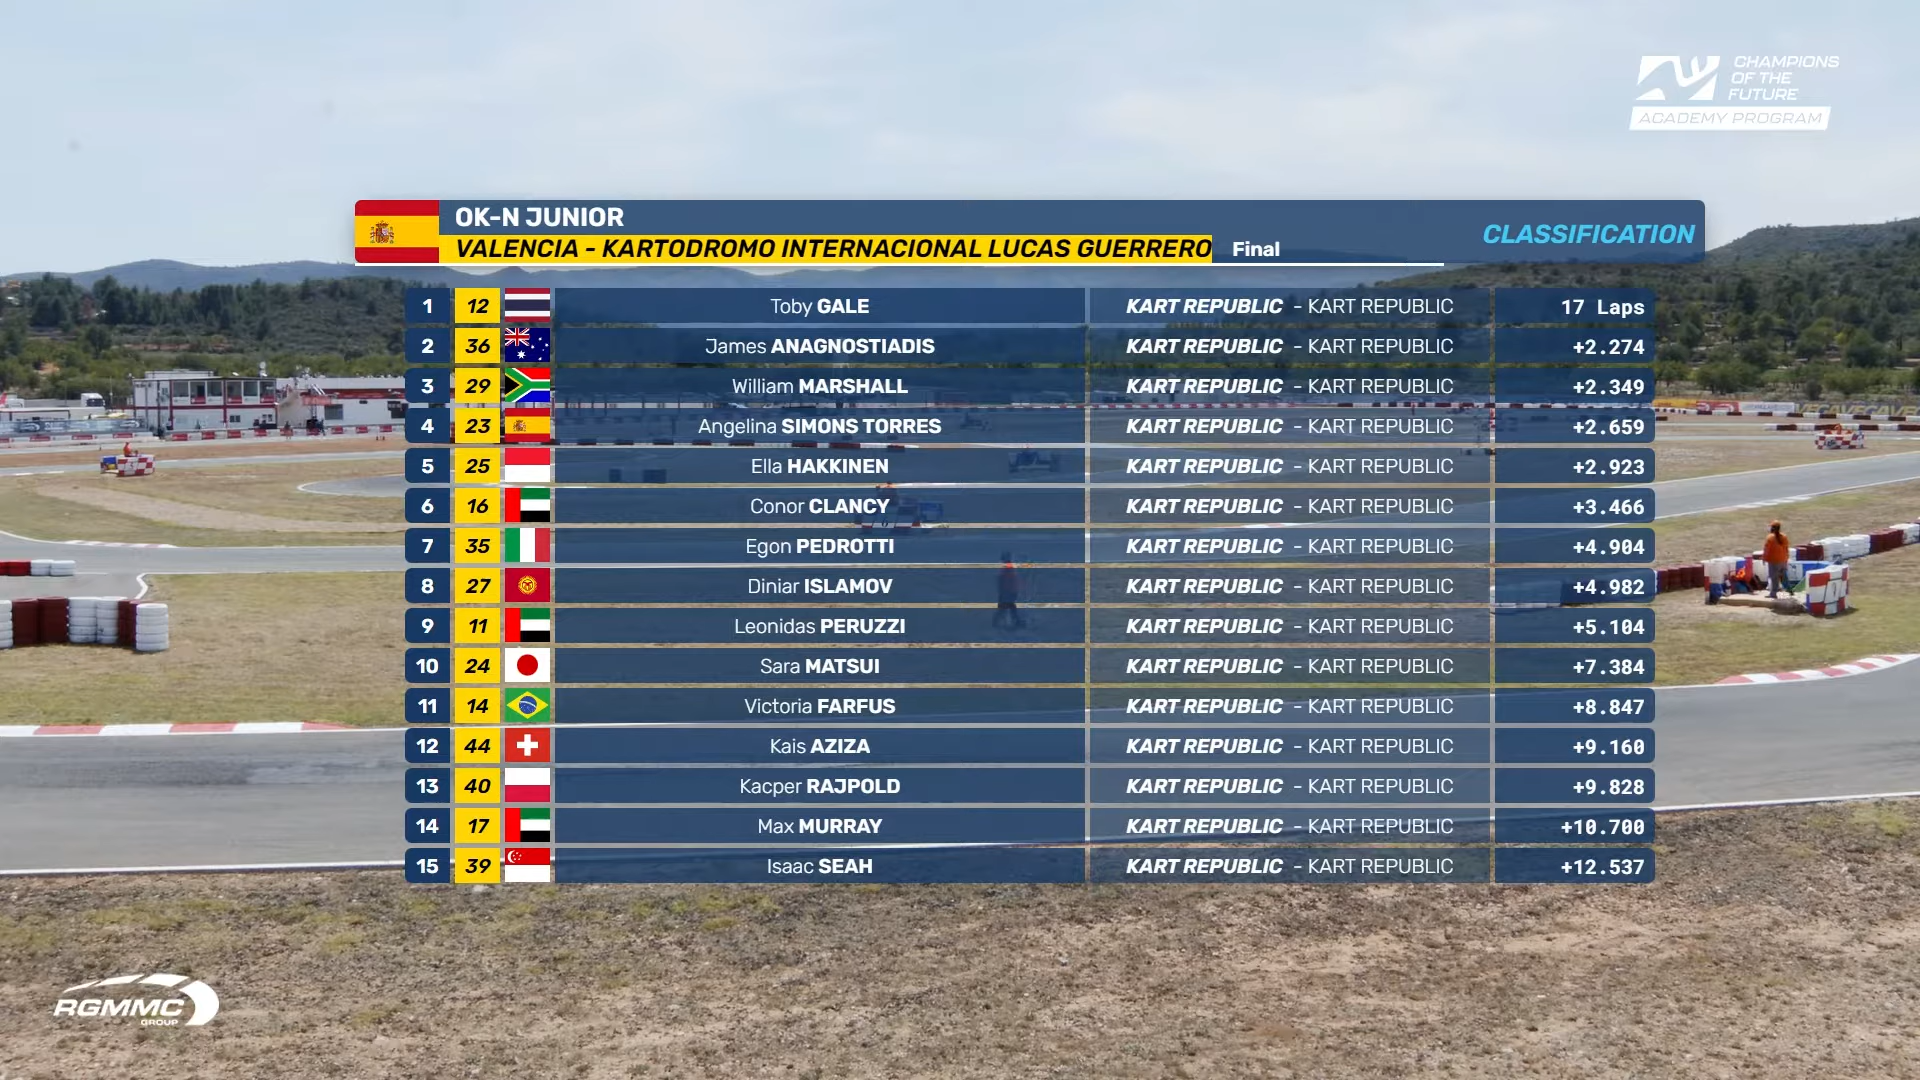 CHAMPIONS
OF THE
FUTURE
ACADEMY PROGRAM
OK-N JUNIOR
VALENCIA - KARTODROMO INTERNACIONAL LUCAS GUERRERO Final
CLASSIFICATION
1 12 Toby GALE KART REPUBLIC - KART REPUBLIC 17 Laps
2 36 James ANAGNOSTIADIS KART REPUBLIC - KART REPUBLIC +2.274
3 29 William MARSHALL KART REPUBLIC - KART REPUBLIC +2.349
4 23 Angelina SIMONS TORRES KART REPUBLIC - KART REPUBLIC +2.659
5 25 Ella HAKKINEN KART REPUBLIC - KART REPUBLIC +2.923
6 16 Conor CLANCY KART REPUBLIC - KART REPUBLIC +3.466
7 35 Egon PEDROTTI KART REPUBLIC - KART REPUBLIC +4.904
8 27 Diniar ISLAMOV KART REPUBLIC - KART REPUBLIC +4.982
9 11 Leonidas PERUZZI KART REPUBLIC - KART REPUBLIC +5.104
10 24 Sara MATSUI KART REPUBLIC - KART REPUBLIC +7.384
11 14 Victoria FARFUS KART REPUBLIC - KART REPUBLIC +8.847
12 44 Kais AZIZA KART REPUBLIC - KART REPUBLIC +9.160
13 40 Kacper RAJPOLD KART REPUBLIC - KART REPUBLIC +9.828
14 17 Max MURRAY KART REPUBLIC - KART REPUBLIC +10.700
15 39 Isaac SEAH KART REPUBLIC - KART REPUBLIC +12.537
RGMMC
GROUP